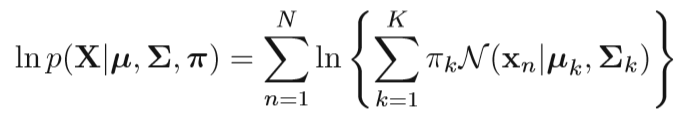 ln p(X|μ, Σ, π) = ∑_{n=1}^{N} ln { ∑_{k=1}^{K} π_k 𝒩(x_n|μ_k, Σ_k) }